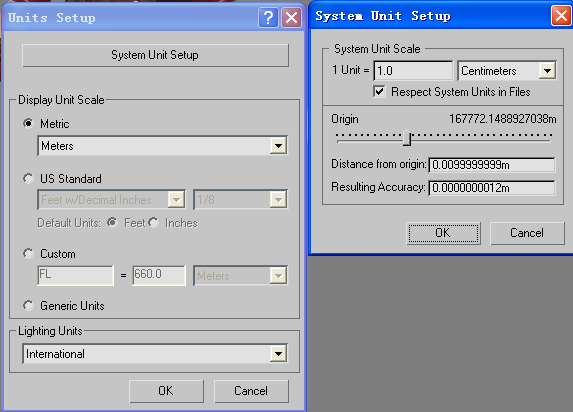 Units Setup
System Unit Setup
Display Unit Scale
Metric
Meters
US Standard
Feet w/Decimal Inches
1/8
Default Units:
Feet
Inches
Custom
FL
=
660.0
Meters
Generic Units
Lighting Units
International
OK
Cancel
System Unit Setup
System Unit Scale
1 Unit =
1.0
Centimeters
Respect System Units in Files
Origin
167772.1488927038m
Distance from origin:
0.0099999999m
Resulting Accuracy:
0.0000000012m
OK
Cancel